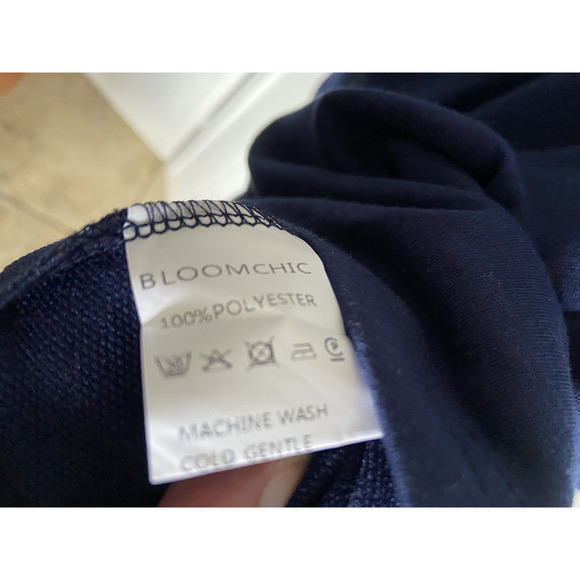 BLOOMCHIC
100%POLYESTER
MACHINE WASH
COLD GENTLE